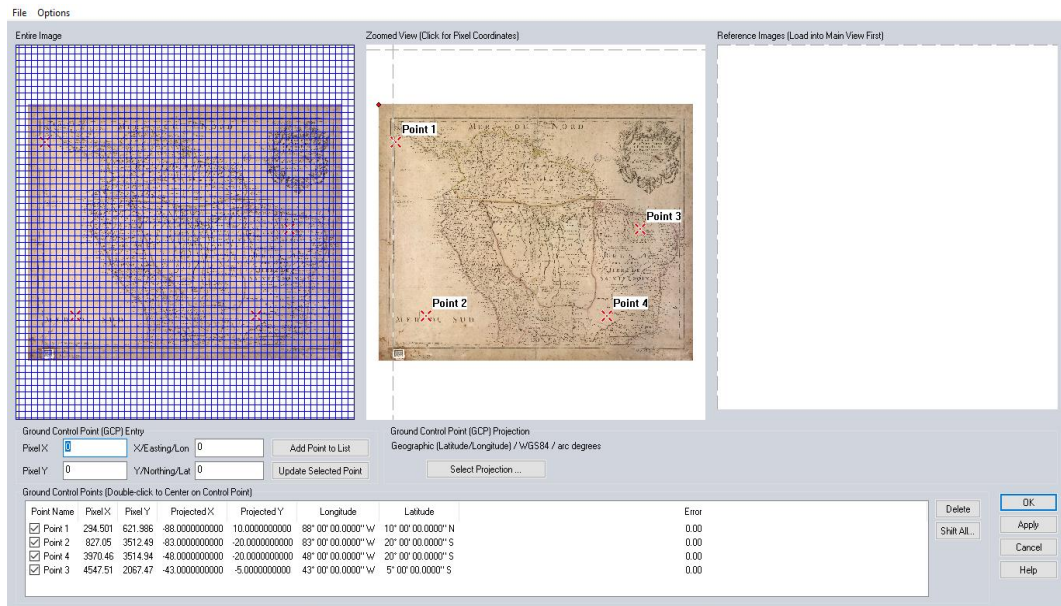 File Options
Entire Image
Zoomed View (Click for Pixel Coordinates)
Reference Images (Load into Main View First)
MER DU NORD
Point 1
Point 3
Point 2
Point 4
MER DU SUD
Ground Control Point (GCP) Entry
Pixel X 0 X/Easting/Lon 0 Add Point to List
Pixel Y 0 Y/Northing/Lat 0 Update Selected Point
Ground Control Point (GCP) Projection
Geographic (Latitude/Longitude) / WGS84 / arc degrees
Select Projection ...
Ground Control Points (Double-click to Center on Control Point)
Point Name Pixel X Pixel Y Projected X Projected Y Longitude Latitude Error
Point 1 294.501 621.986 -88.0000000000 10.0000000000 88° 00' 00.0000" W 10° 00' 00.0000" N 0.00
Point 2 827.05 3512.49 -83.0000000000 -20.0000000000 83° 00' 00.0000" W 20° 00' 00.0000" S 0.00
Point 4 3970.46 3514.94 -48.0000000000 -20.0000000000 48° 00' 00.0000" W 20° 00' 00.0000" S 0.00
Point 3 4547.51 2067.47 -43.0000000000 -5.0000000000 43° 00' 00.0000" W 5° 00' 00.0000" S 0.00
Delete
Shift All...
OK
Apply
Cancel
Help